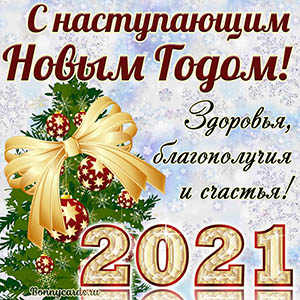 С наступающим
Новым Годом!
Здоровья,
благополучия
и счастья!
2021
Bonnycards.ru